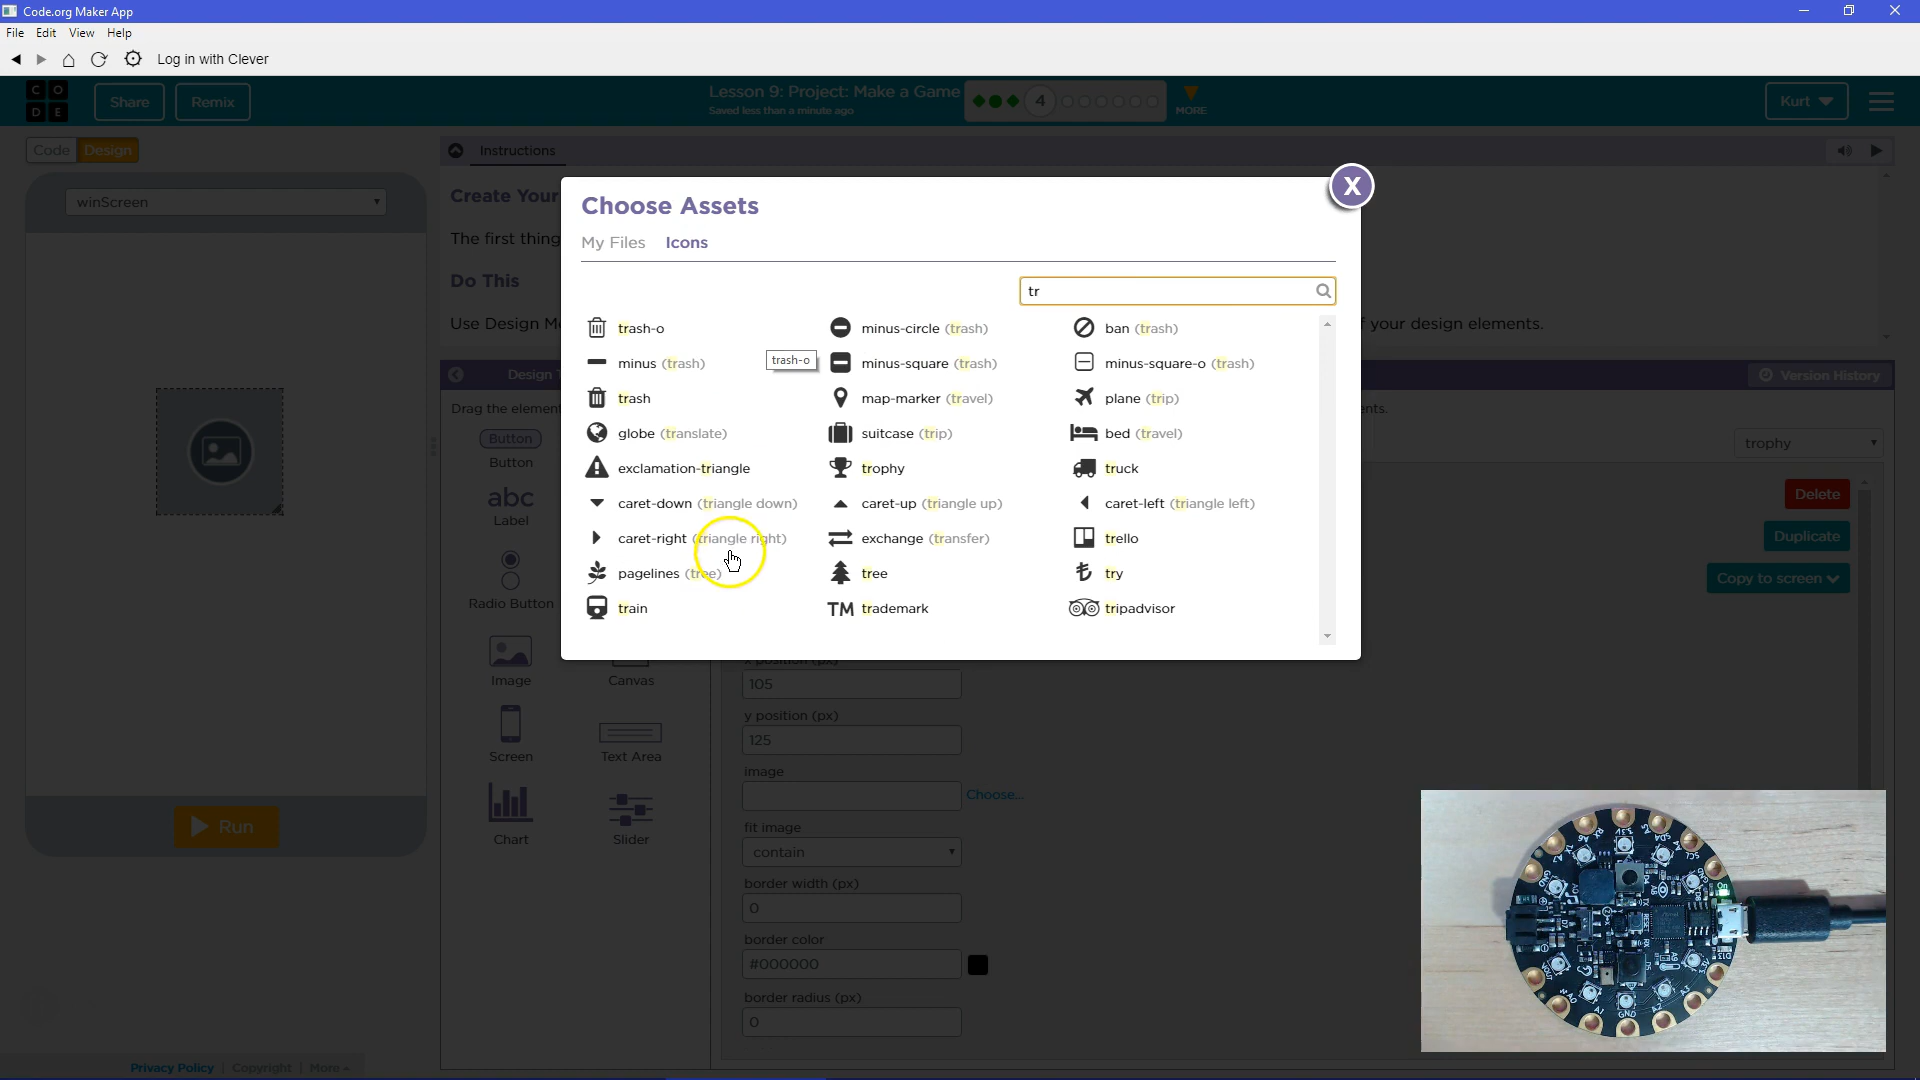 Code.org Maker App
File Edit View Help
Log in with Clever
CODE
Share Remix
Lesson 9: Project: Make a Game
Saved less than a minute ago
4
MORE
Kurt
Code Design
Instructions
winScreen
Create Your
The first thing
Do This
Use Design M
f your design elements.
Choose Assets
X
My Files Icons
tr
trash-o minus-circle (trash) ban (trash)
minus (trash) minus-square (trash) minus-square-o (trash)
trash-o
trash map-marker (travel) plane (trip)
globe (translate) suitcase (trip) bed (travel)
exclamation-triangle trophy truck
caret-down (triangle down) caret-up (triangle up) caret-left (triangle left)
caret-right (triangle right) exchange (transfer) trello
pagelines (tree) tree try
train TM trademark tripadvisor
Design T
Version History
Drag the elemen
ents.
Button
Button
abc
Label
Radio Button
Image Canvas
Screen Text Area
Chart Slider
trophy
Delete
Duplicate
Copy to screen
Run
x position (px)
105
y position (px)
125
image
Choose...
fit image
contain
border width (px)
0
border color
#000000
border radius (px)
0
Privacy Policy | Copyright | More